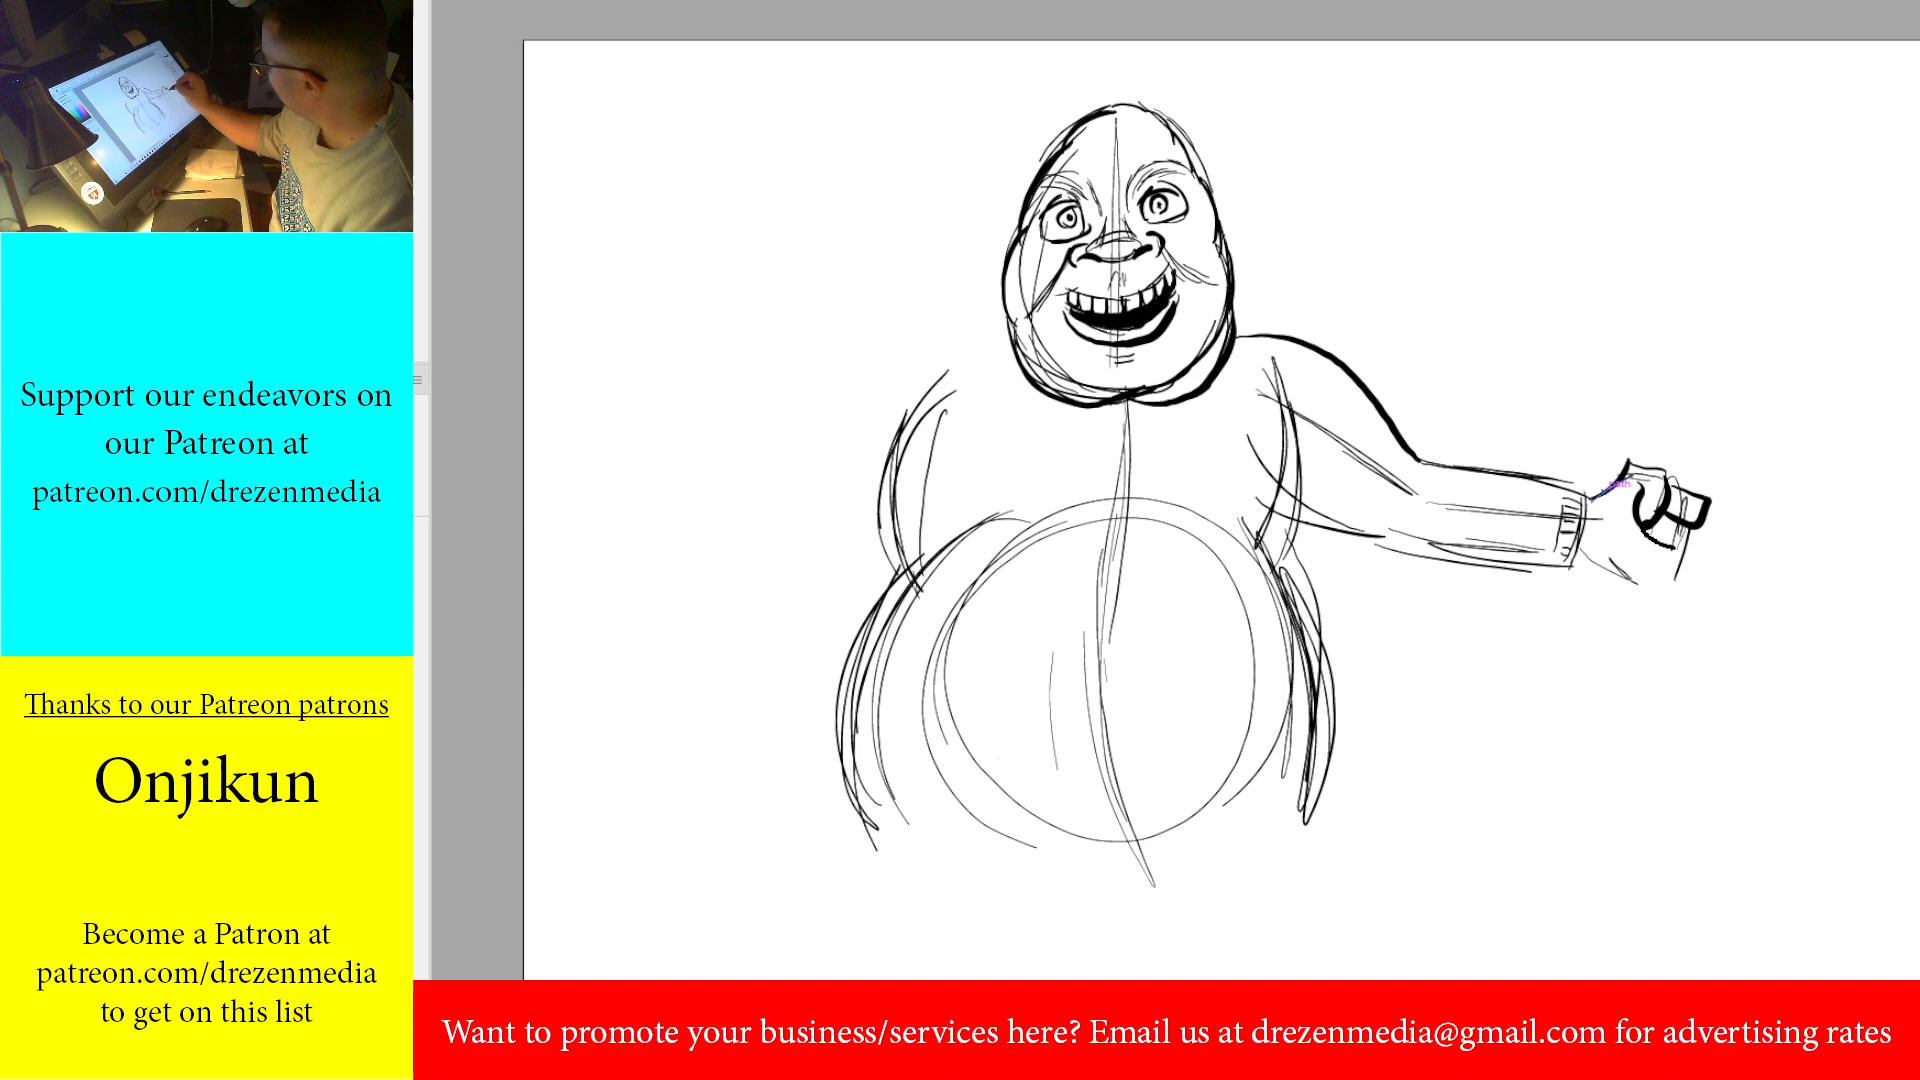 Support our endeavors on
our Patreon at
patreon.com/drezenmedia
Thanks to our Patreon patrons
Onjikun
Become a Patron at
patreon.com/drezenmedia
to get on this list
path
Want to promote your business/services here? Email us at drezenmedia@gmail.com for advertising rates